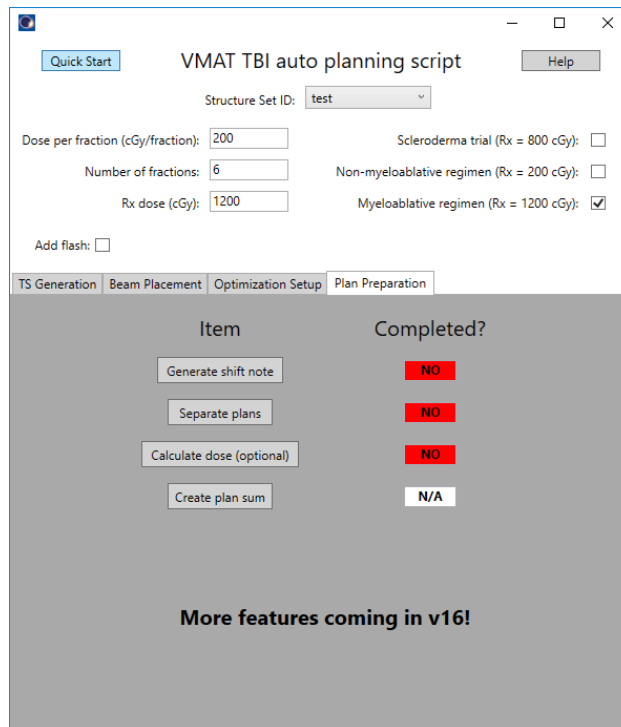 VMAT TBI auto planning script
Quick Start
Help
Structure Set ID: test
Dose per fraction (cGy/fraction): 200
Scleroderma trial (Rx = 800 cGy):
Number of fractions: 6
Non-myeloablative regimen (Rx = 200 cGy):
Rx dose (cGy): 1200
Myeloablative regimen (Rx = 1200 cGy):
Add flash:
TS Generation Beam Placement Optimization Setup Plan Preparation
Item Completed?
Generate shift note NO
Separate plans NO
Calculate dose (optional) NO
Create plan sum N/A
More features coming in v16!